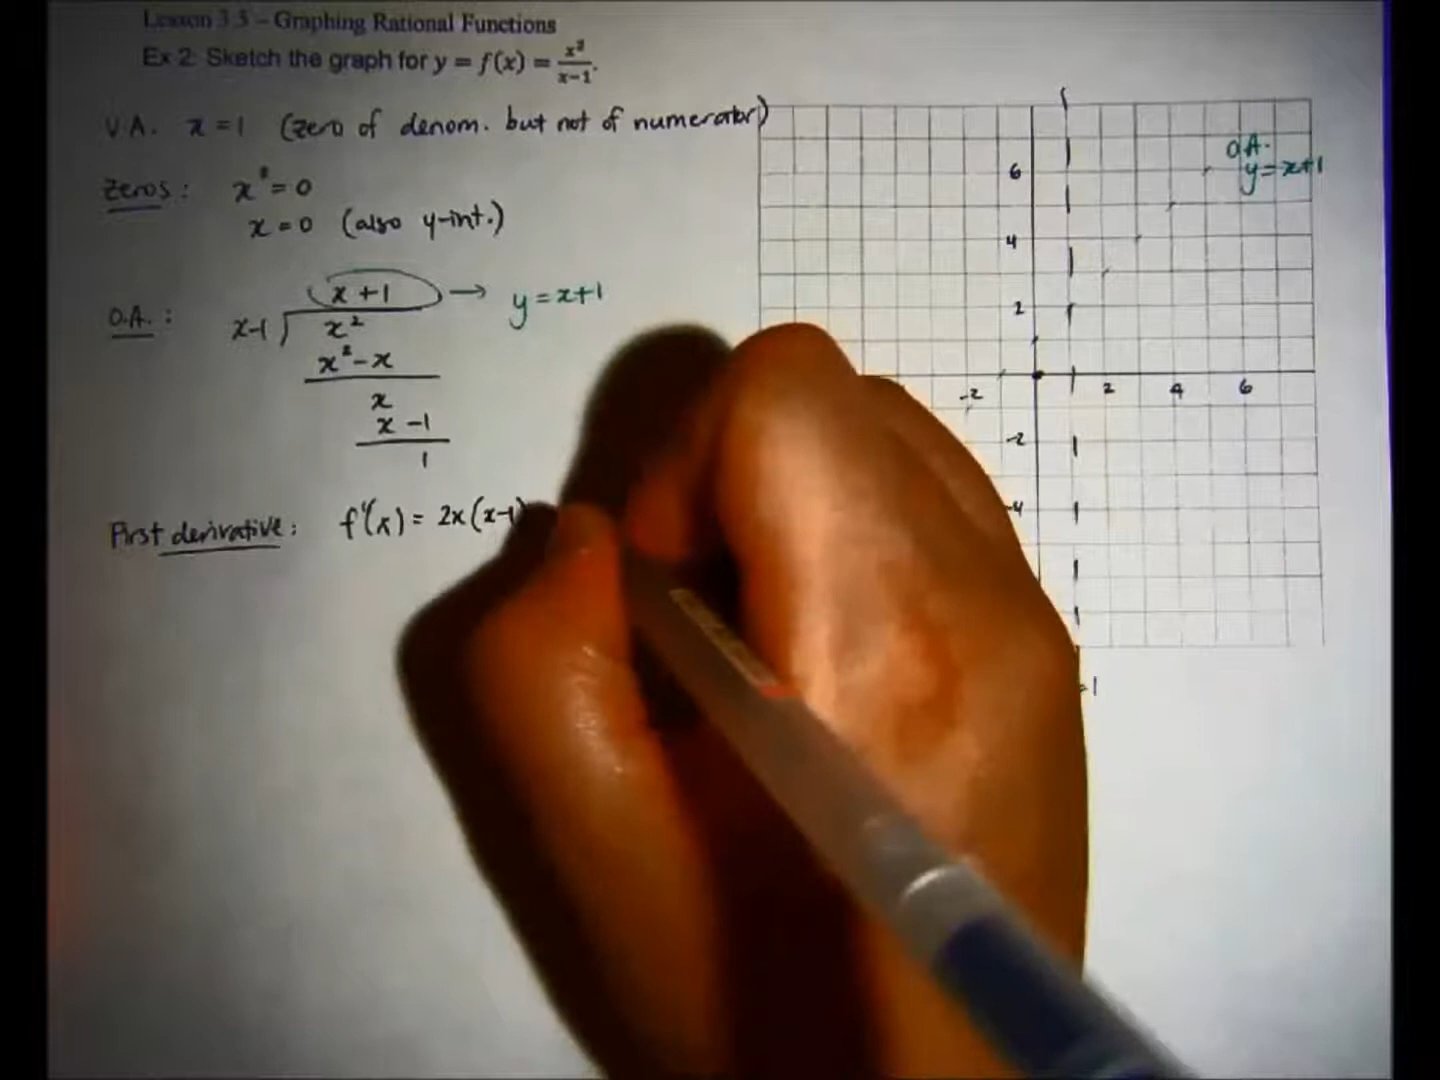 Lesson 3.5 – Graphing Rational Functions
Ex 2: Sketch the graph for y = f(x) = x²/x−1.
V.A. x = 1 (zero of denom. but not of numerator)
Zeros: x² = 0
x = 0 (also y-int.)
O.A.: x+1 → y = x+1
x-1 ) x²
x² - x
x
x - 1
1
First derivative: f'(x) = 2x(x-1)
O.A.
y = x+1
6
4
2
-2 2 4 6
-2
-4
=1